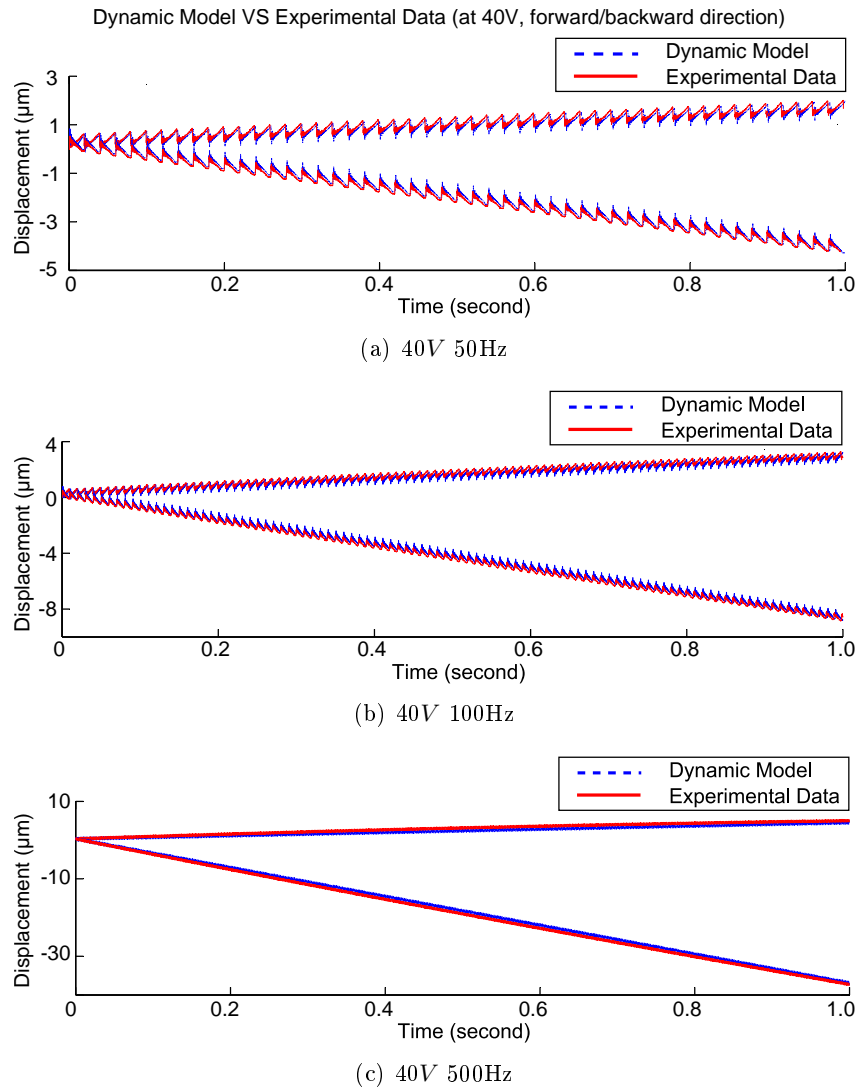 Dynamic Model VS Experimental Data (at 40V, forward/backward direction)
Dynamic Model
Experimental Data
Displacement (µm)
3
1
-1
-3
-5
0
0.2
0.4
0.6
0.8
1.0
Time (second)
(a) 40V 50Hz
Dynamic Model
Experimental Data
Displacement (µm)
4
0
-4
-8
0
0.2
0.4
0.6
0.8
1.0
Time (second)
(b) 40V 100Hz
Dynamic Model
Experimental Data
Displacement (µm)
10
-10
-30
0
0.2
0.4
0.6
0.8
1.0
Time (second)
(c) 40V 500Hz